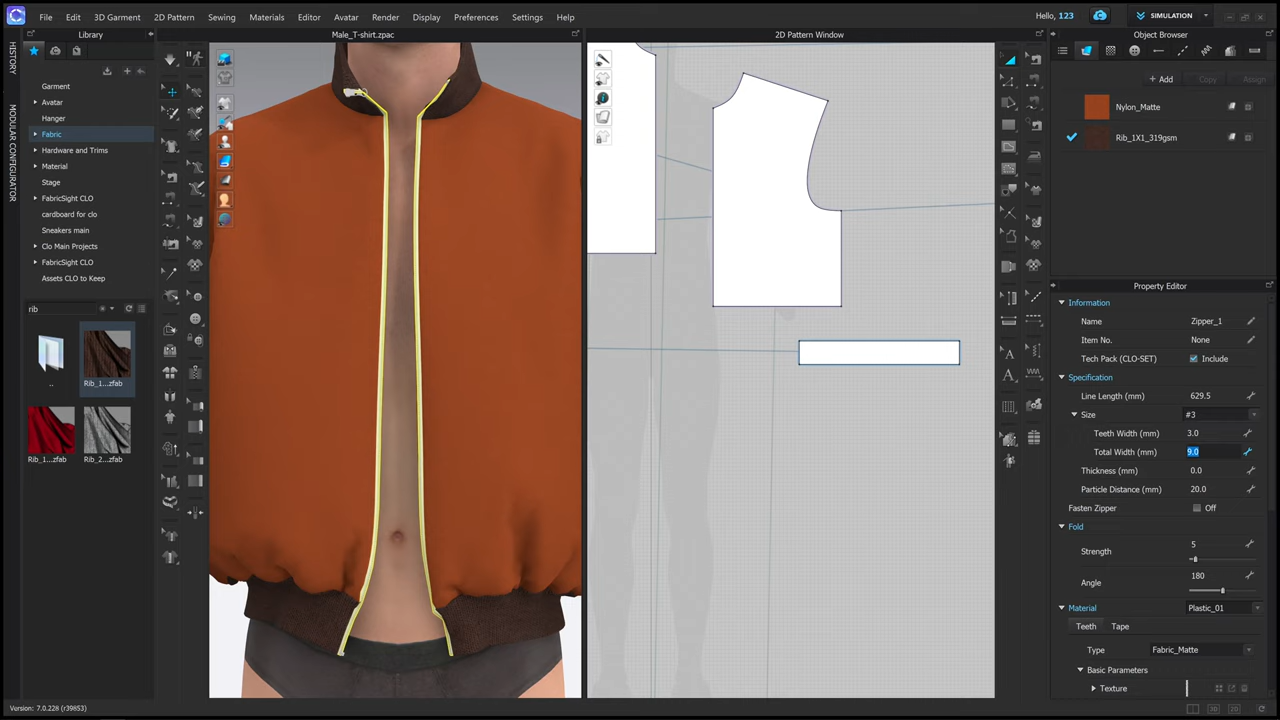 File Edit 3D Garment 2D Pattern Sewing Materials Editor Avatar Render Display Preferences Settings Help
Hello, 123
SIMULATION
Library
Male_T-shirt.zpac
2D Pattern Window
Object Browser
HISTORY
MODULAR CONFIGURATOR
Garment
Avatar
Hanger
Fabric
Hardware and Trims
Material
Stage
FabricSight CLO
cardboard for clo
Sneakers main
Clo Main Projects
FabricSight CLO
Assets CLO to Keep
rib
..
Rib_1...zfab
Rib_1...zfab
Rib_2...zfab
Add
Copy
Assign
Nylon_Matte
Rib_1X1_319gsm
Property Editor
Information
Name Zipper_1
Item No. None
Tech Pack (CLO-SET) Include
Specification
Line Length (mm) 629.5
Size #3
Teeth Width (mm) 3.0
Total Width (mm) 9.0
Thickness (mm) 0.0
Particle Distance (mm) 20.0
Fasten Zipper Off
Fold
Strength 5
Angle 180
Material Plastic_01
Teeth Tape
Type Fabric_Matte
Basic Parameters
Texture
Version: 7.0.228 (r39853)
3D
2D